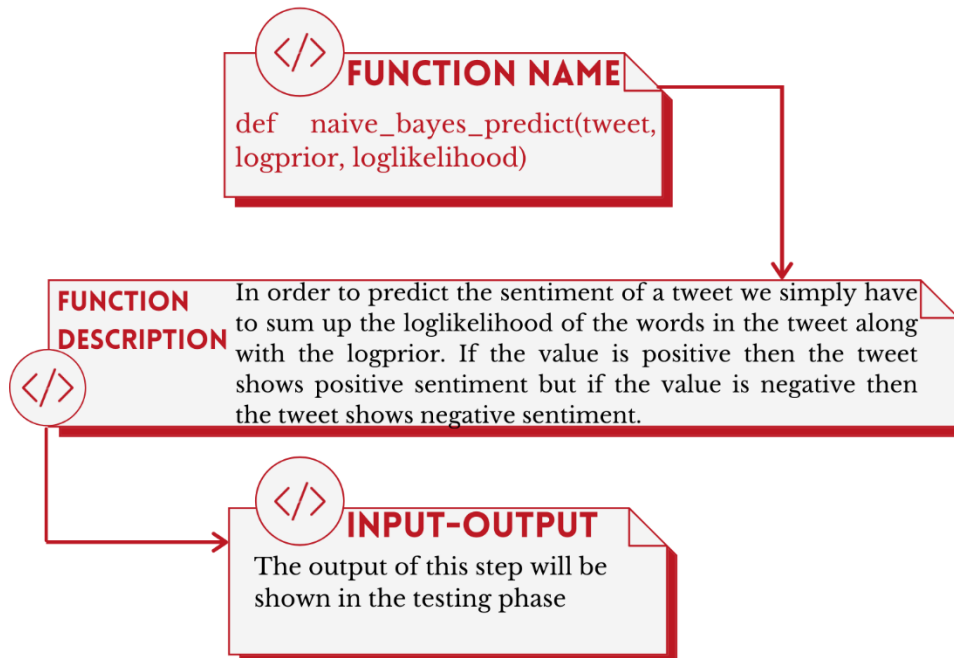 </>
FUNCTION NAME
def naive_bayes_predict(tweet,
logprior, loglikelihood)
FUNCTION
DESCRIPTION
</>
In order to predict the sentiment of a tweet we simply have
to sum up the loglikelihood of the words in the tweet along
with the logprior. If the value is positive then the tweet
shows positive sentiment but if the value is negative then
the tweet shows negative sentiment.
</>
INPUT-OUTPUT
The output of this step will be
shown in the testing phase